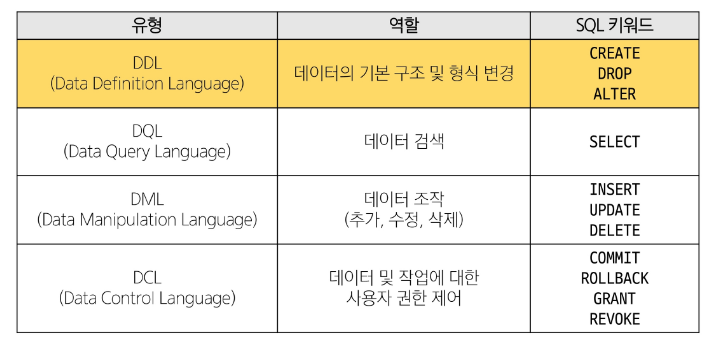 유형 역할 SQL 키워드
DDL
(Data Definition Language)
데이터의 기본 구조 및 형식 변경
CREATE
DROP
ALTER
DQL
(Data Query Language)
데이터 검색
SELECT
DML
(Data Manipulation Language)
데이터 조작
(추가, 수정, 삭제)
INSERT
UPDATE
DELETE
DCL
(Data Control Language)
데이터 및 작업에 대한
사용자 권한 제어
COMMIT
ROLLBACK
GRANT
REVOKE